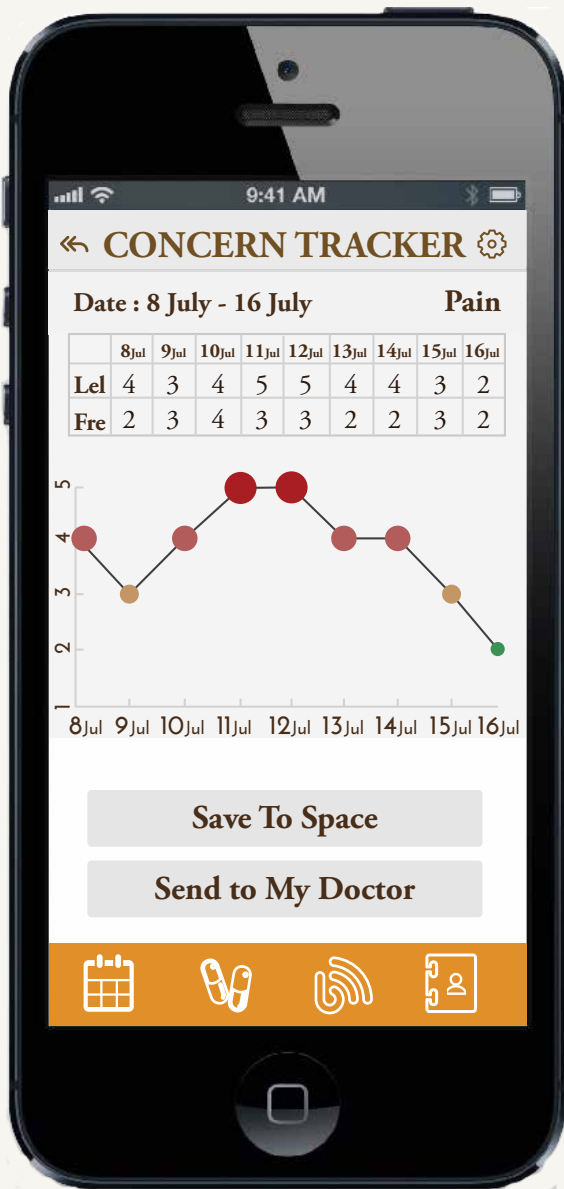 9:41 AM
CONCERN TRACKER
Date : 8 July - 16 July Pain
8Jul 9Jul 10Jul 11Jul 12Jul 13Jul 14Jul 15Jul 16Jul
Lel 4 3 4 5 5 4 4 3 2
Fre 2 3 4 3 3 2 2 3 2
5
4
3
2
1
8Jul 9Jul 10Jul 11Jul 12Jul 13Jul 14Jul 15Jul 16Jul
Save To Space
Send to My Doctor